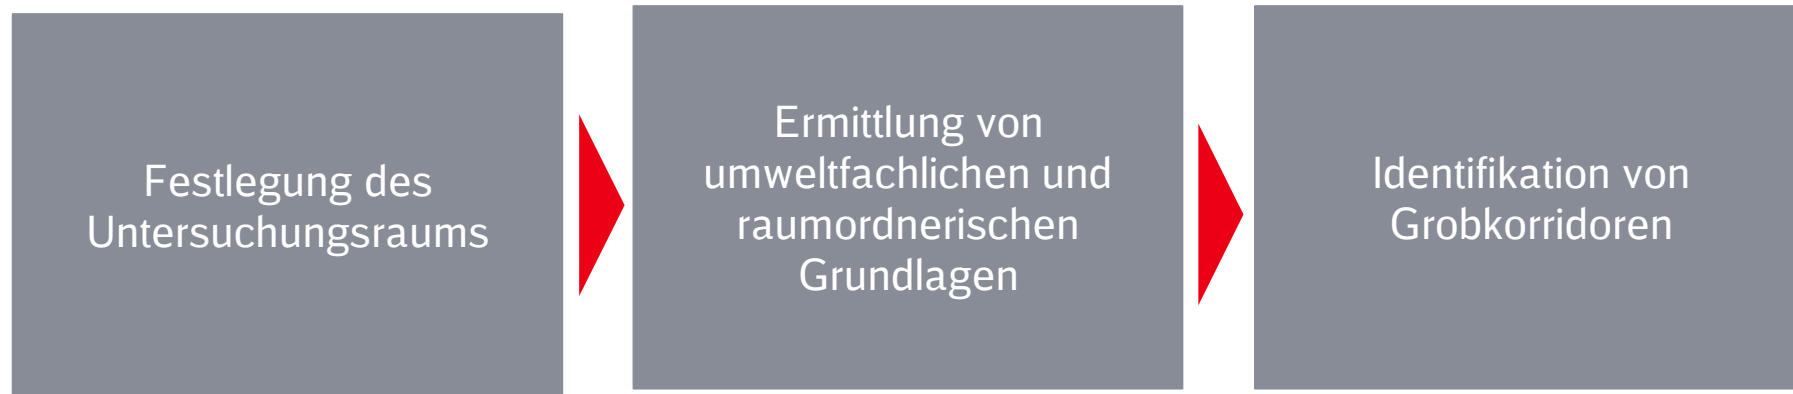 Festlegung des
Untersuchungsraums
Ermittlung von
umweltfachlichen und
raumordnerischen
Grundlagen
Identifikation von
Grobkorridoren